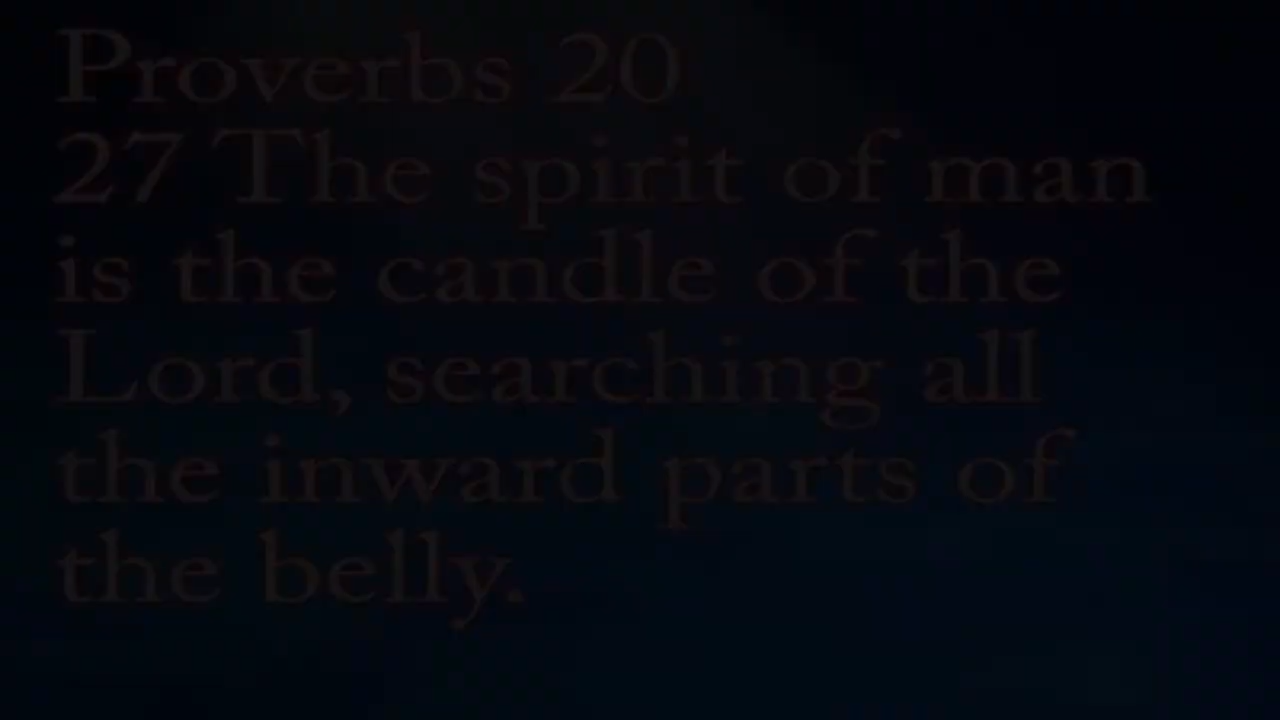 Proverbs 20
27 The spirit of man
is the candle of the
Lord, searching all
the inward parts of
the belly.